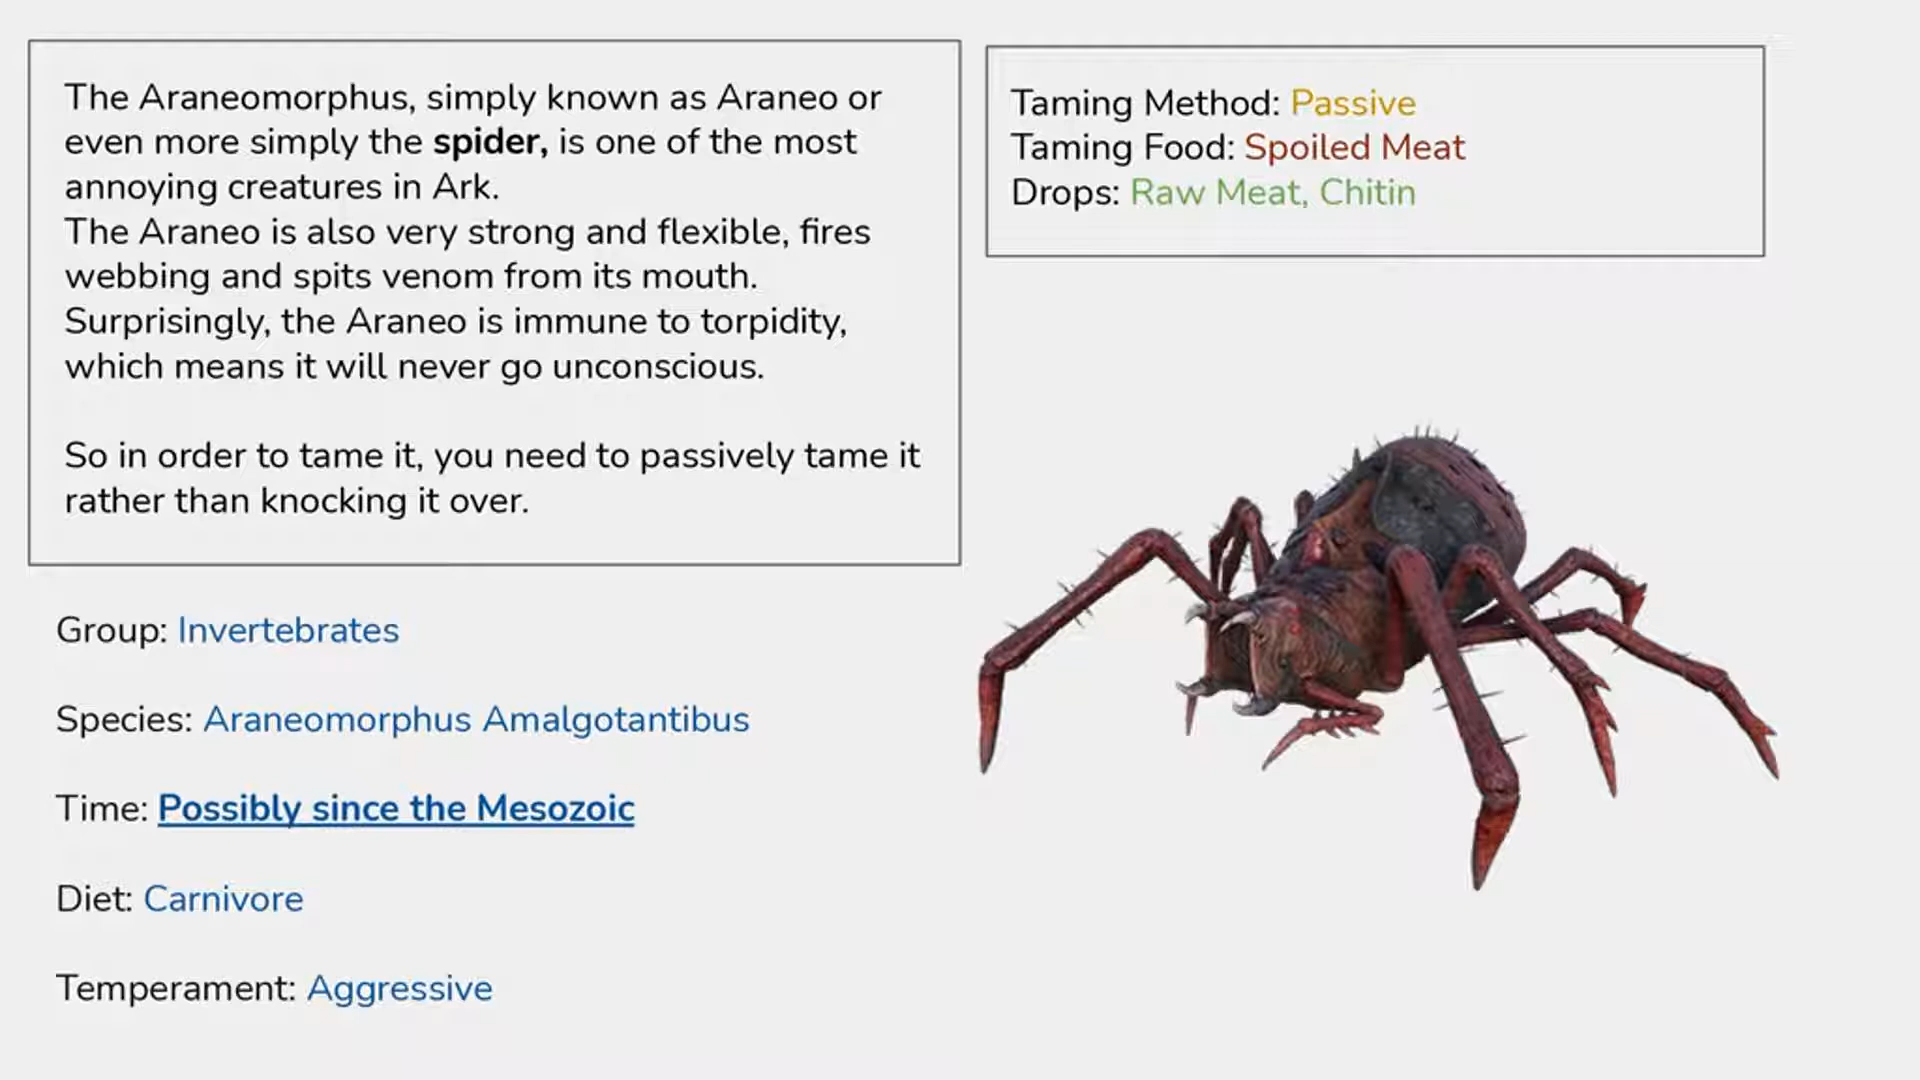 The Araneomorphus, simply known as Araneo or
even more simply the spider, is one of the most
annoying creatures in Ark.
The Araneo is also very strong and flexible, fires
webbing and spits venom from its mouth.
Surprisingly, the Araneo is immune to torpidity,
which means it will never go unconscious.
So in order to tame it, you need to passively tame it
rather than knocking it over.
Taming Method: Passive
Taming Food: Spoiled Meat
Drops: Raw Meat, Chitin
Group: Invertebrates
Species: Araneomorphus Amalgotantibus
Time: Possibly since the Mesozoic
Diet: Carnivore
Temperament: Aggressive